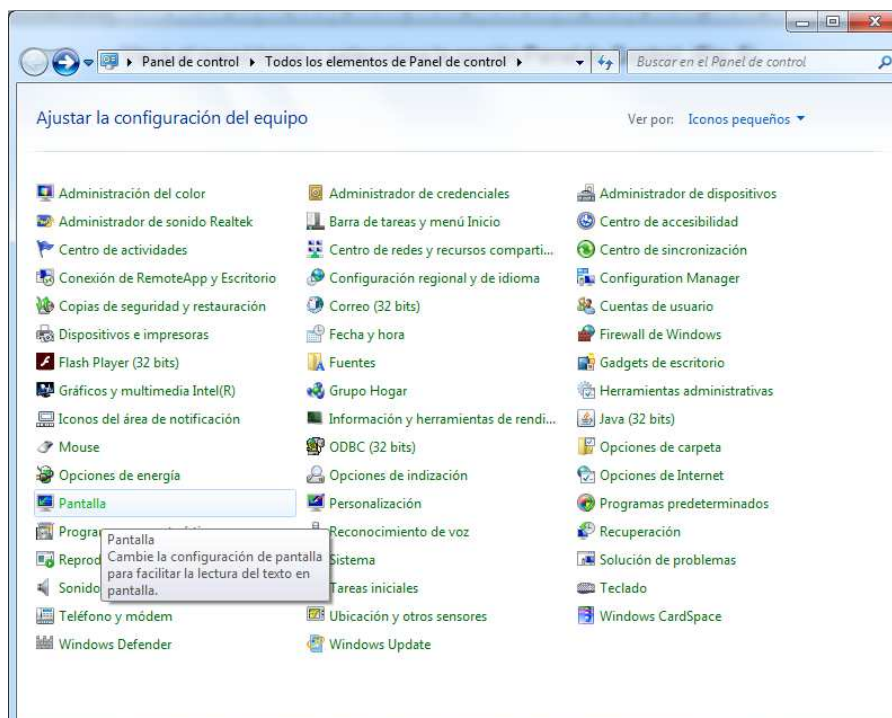 Panel de control Todos los elementos de Panel de control Buscar en el Panel de control
Ajustar la configuración del equipo Ver por: Iconos pequeños
Administración del color Administrador de credenciales Administrador de dispositivos
Administrador de sonido Realtek Barra de tareas y menú Inicio Centro de accesibilidad
Centro de actividades Centro de redes y recursos comparti... Centro de sincronización
Conexión de RemoteApp y Escritorio Configuración regional y de idioma Configuration Manager
Copias de seguridad y restauración Correo (32 bits) Cuentas de usuario
Dispositivos e impresoras Fecha y hora Firewall de Windows
Flash Player (32 bits) Fuentes Gadgets de escritorio
Gráficos y multimedia Intel(R) Grupo Hogar Herramientas administrativas
Iconos del área de notificación Información y herramientas de rendi... Java (32 bits)
Mouse ODBC (32 bits) Opciones de carpeta
Opciones de energía Opciones de indización Opciones de Internet
Pantalla Personalización Programas predeterminados
Reconocimiento de voz Recuperación
Pantalla
Cambie la configuración de pantalla
para facilitar la lectura del texto en
pantalla.
Sistema Solución de problemas
Sonido Tareas iniciales Teclado
Teléfono y módem Ubicación y otros sensores Windows CardSpace
Windows Defender Windows Update